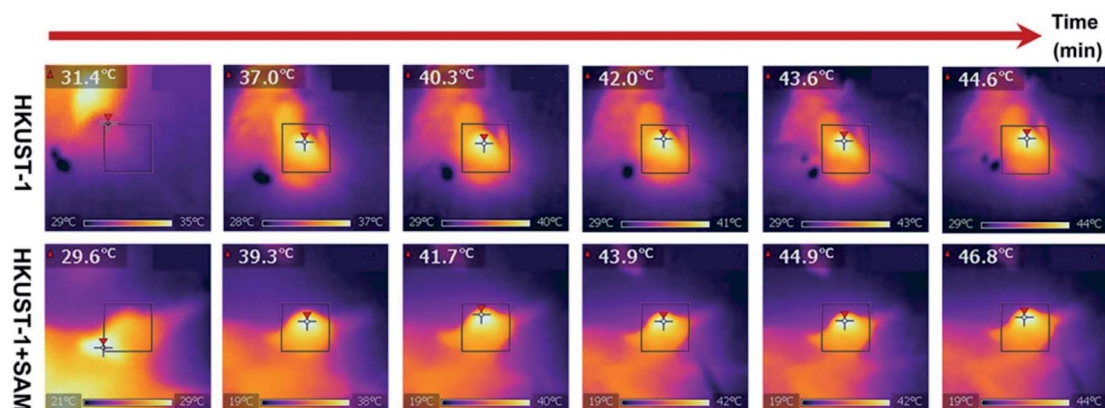 Time
(min)
HKUST-1
31.4°C
37.0°C
40.3°C
42.0°C
43.6°C
44.6°C
29°C 35°C
28°C 37°C
29°C 40°C
29°C 41°C
29°C 43°C
29°C 44°C
HKUST-1+SAM
29.6°C
39.3°C
41.7°C
43.9°C
44.9°C
46.8°C
21°C 29°C
19°C 38°C
19°C 40°C
19°C 42°C
19°C 42°C
19°C 44°C